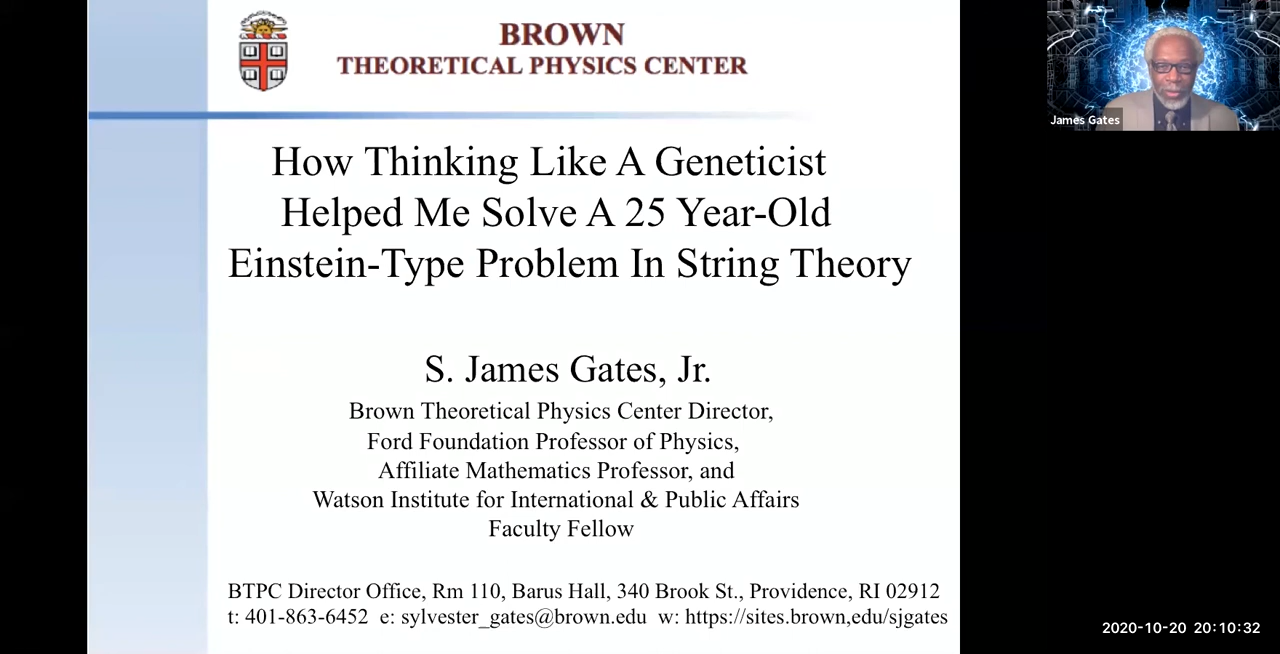 BROWN
THEORETICAL PHYSICS CENTER
How Thinking Like A Geneticist
Helped Me Solve A 25 Year-Old
Einstein-Type Problem In String Theory
S. James Gates, Jr.
Brown Theoretical Physics Center Director,
Ford Foundation Professor of Physics,
Affiliate Mathematics Professor, and
Watson Institute for International & Public Affairs
Faculty Fellow
BTPC Director Office, Rm 110, Barus Hall, 340 Brook St., Providence, RI 02912
t: 401-863-6452 e: sylvester_gates@brown.edu w: https://sites.brown,edu/sjgates
James Gates
2020-10-20 20:10:32